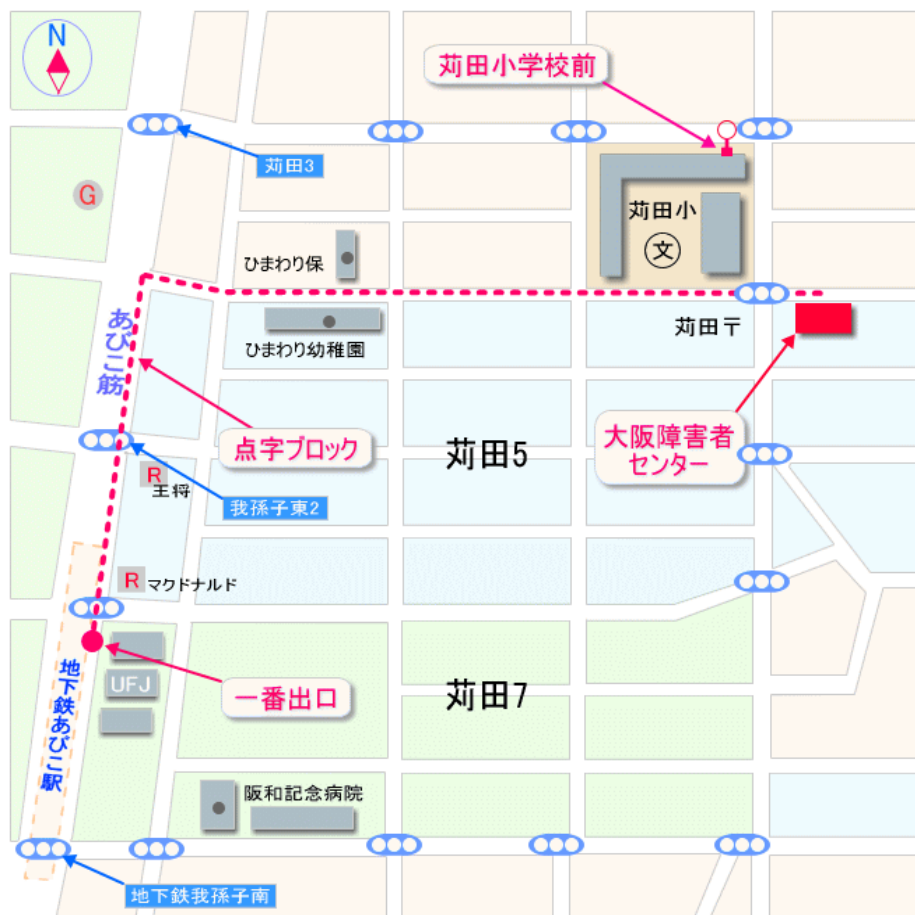 N
苅田小学校前
苅田3
G
苅田小
文
ひまわり保
苅田〒
ひまわり幼稚園
あびこ筋
点字ブロック
苅田5
大阪障害者
センター
R
王将
我孫子東2
R
マクドナルド
地下鉄あびこ駅
UFJ
一番出口
苅田7
阪和記念病院
地下鉄我孫子南